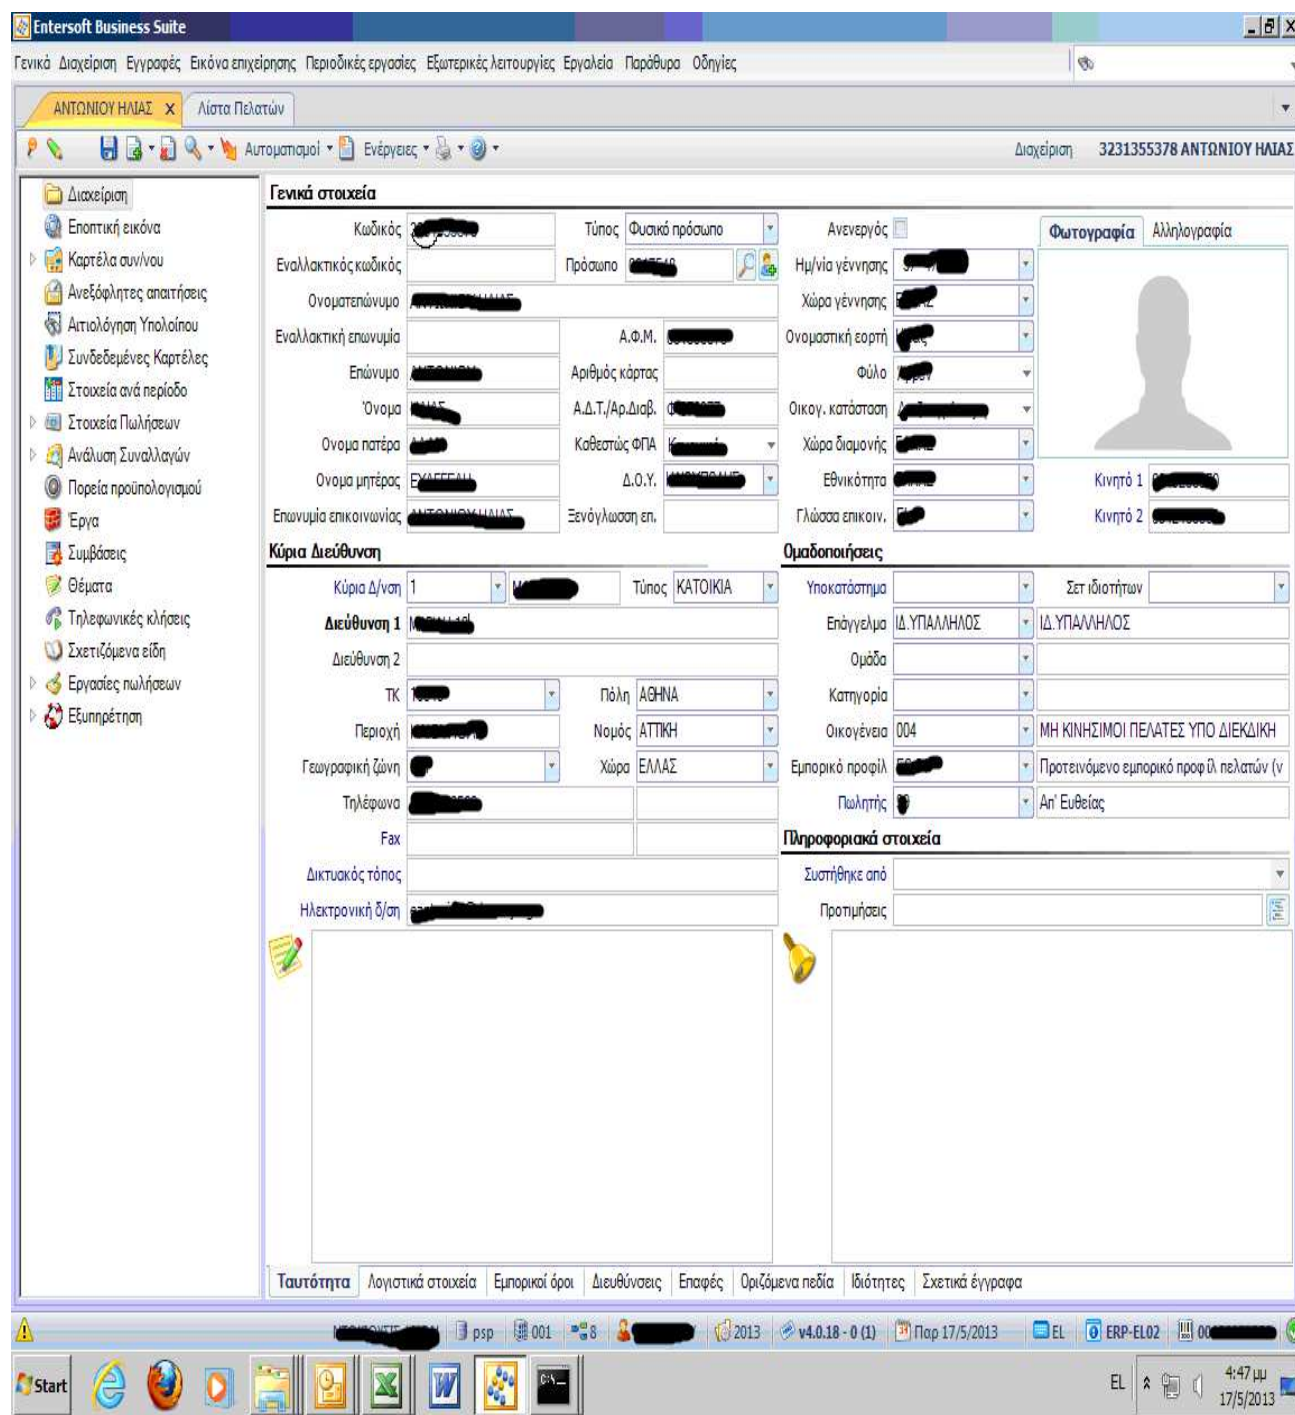 Entersoft Business Suite
Γενικά Διαχείριση Εγγραφές Εικόνα επιχείρησης Περιοδικές εργασίες Εξωτερικές λειτουργίες Εργαλεία Παράθυρα Οδηγίες
ΑΝΤΩΝΙΟΥ ΗΛΙΑΣ X Λίστα Πελατών
Αυτοματισμοί Ενέργειες Διαχείριση 3231355378 ΑΝΤΩΝΙΟΥ ΗΛΙΑΣ
Διαχείριση
Εποπτική εικόνα
Καρτέλα συν/νου
Ανεξόφλητες απαιτήσεις
Αιτιολόγηση Υπολοίπου
Συνδεδεμένες Καρτέλες
Στοιχεία ανά περίοδο
Στοιχεία Πωλήσεων
Ανάλυση Συναλλαγών
Πορεία προϋπολογισμού
Έργα
Συμβάσεις
Θέματα
Τηλεφωνικές κλήσεις
Σχετιζόμενα είδη
Εργασίες πωλήσεων
Εξυπηρέτηση
Γενικά στοιχεία
Κωδικός Τύπος Φυσικό πρόσωπο Ανενεργός Φωτογραφία Αλληλογραφία
Εναλλακτικός κωδικός Πρόσωπο Ημ/νία γέννησης
Ονοματεπώνυμο Χώρα γέννησης
Εναλλακτική επωνυμία Α.Φ.Μ. Ονομαστική εορτή
Επώνυμο Αριθμός κάρτας Φύλο
Όνομα Α.Δ.Τ./Αρ.Διαβ. Οικογ. κατάσταση
Ονομα πατέρα Καθεστώς ΦΠΑ Χώρα διαμονής
Ονομα μητέρας Δ.Ο.Υ. Εθνικότητα Κινητό 1
Επωνυμία επικοινωνίας Ξενόγλωσση επ. Γλώσσα επικοιν. Κινητό 2
Κύρια Διεύθυνση Ομαδοποιήσεις
Κύρια Δ/νση 1 Τύπος ΚΑΤΟΙΚΙΑ Υποκατάστημα Σετ ιδιοτήτων
Διεύθυνση 1 Επάγγελμα ΙΔ.ΥΠΑΛΛΗΛΟΣ ΙΔ.ΥΠΑΛΛΗΛΟΣ
Διεύθυνση 2 Ομάδα
ΤΚ Πόλη ΑΘΗΝΑ Κατηγορία
Περιοχή Νομός ΑΤΤΙΚΗ Οικογένεια 004 ΜΗ ΚΙΝΗΣΙΜΟΙ ΠΕΛΑΤΕΣ ΥΠΟ ΔΙΕΚΔΙΚΗ
Γεωγραφική ζώνη Χώρα ΕΛΛΑΣ Εμπορικό προφίλ Προτεινόμενο εμπορικό προφίλ πελατών (ν
Τηλέφωνα Πωλητής Απ' Ευθείας
Fax Πληροφοριακά στοιχεία
Δικτυακός τόπος Συστήθηκε από
Ηλεκτρονική δ/ση Προτιμήσεις
Ταυτότητα Λογιστικά στοιχεία Εμπορικοί όροι Διευθύνσεις Επαφές Οριζόμενα πεδία Ιδιότητες Σχετικά έγγραφα
psp 001 8 2013 v4.0.18 - 0 (1) Παρ 17/5/2013 EL ERP-EL02
Start EL 4:47 μμ
17/5/2013